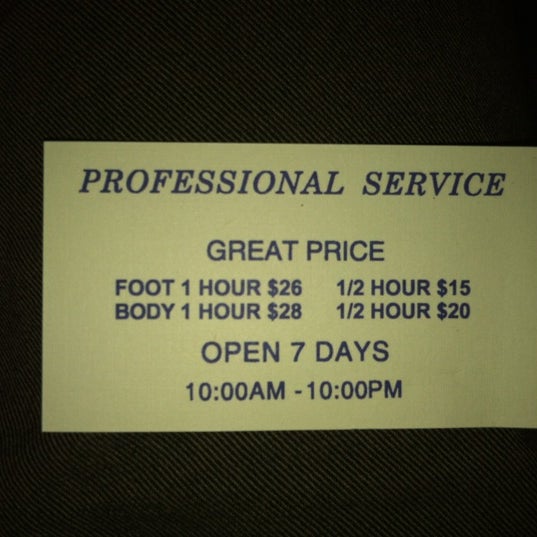 PROFESSIONAL SERVICE
GREAT PRICE
FOOT 1 HOUR $26 1/2 HOUR $15
BODY 1 HOUR $28 1/2 HOUR $20
OPEN 7 DAYS
10:00AM - 10:00PM